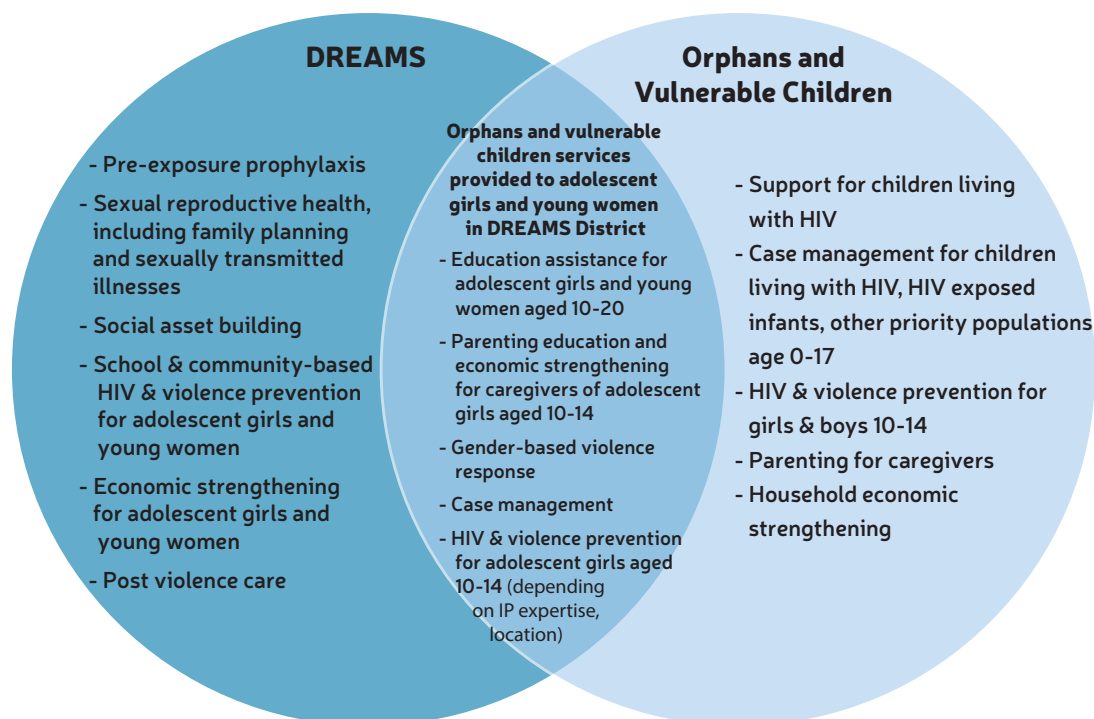 DREAMS
- Pre-exposure prophylaxis
- Sexual reproductive health,
including family planning
and sexually transmitted
illnesses
- Social asset building
- School & community-based
HIV & violence prevention
for adolescent girls and
young women
- Economic strengthening
for adolescent girls and
young women
- Post violence care
Orphans and vulnerable
children services
provided to adolescent
girls and young women
in DREAMS District
- Education assistance for
adolescent girls and young
women aged 10-20
- Parenting education and
economic strengthening
for caregivers of adolescent
girls aged 10-14
- Gender-based violence
response
- Case management
- HIV & violence prevention
for adolescent girls aged
10-14 (depending
on IP expertise,
location)
Orphans and
Vulnerable Children
- Support for children living
with HIV
- Case management for children
living with HIV, HIV exposed
infants, other priority populations
age 0-17
- HIV & violence prevention for
girls & boys 10-14
- Parenting for caregivers
- Household economic
strengthening